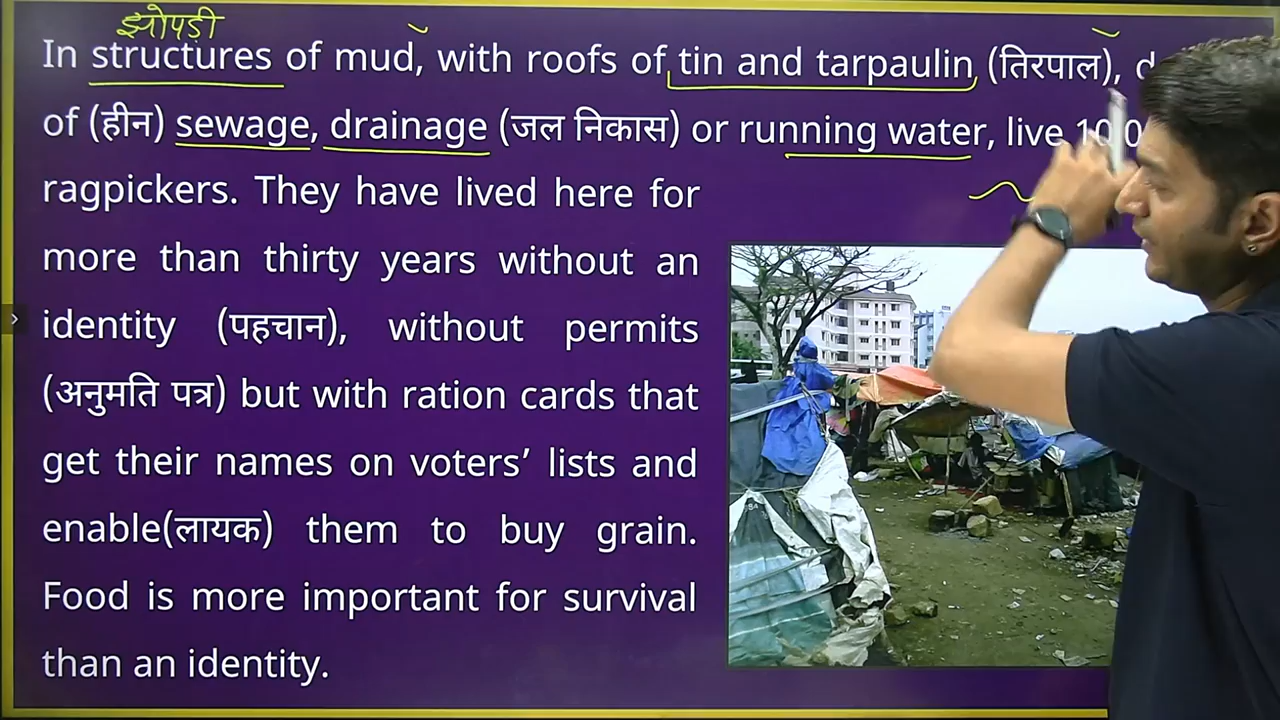 झोपड़ी
In structures of mud, with roofs of tin and tarpaulin (तिरपाल),
of (हीन) sewage, drainage (जल निकास) or running water, live
ragpickers. They have lived here for
more than thirty years without an
identity (पहचान), without permits
(अनुमति पत्र) but with ration cards that
get their names on voters’ lists and
enable(लायक) them to buy grain.
Food is more important for survival
than an identity.